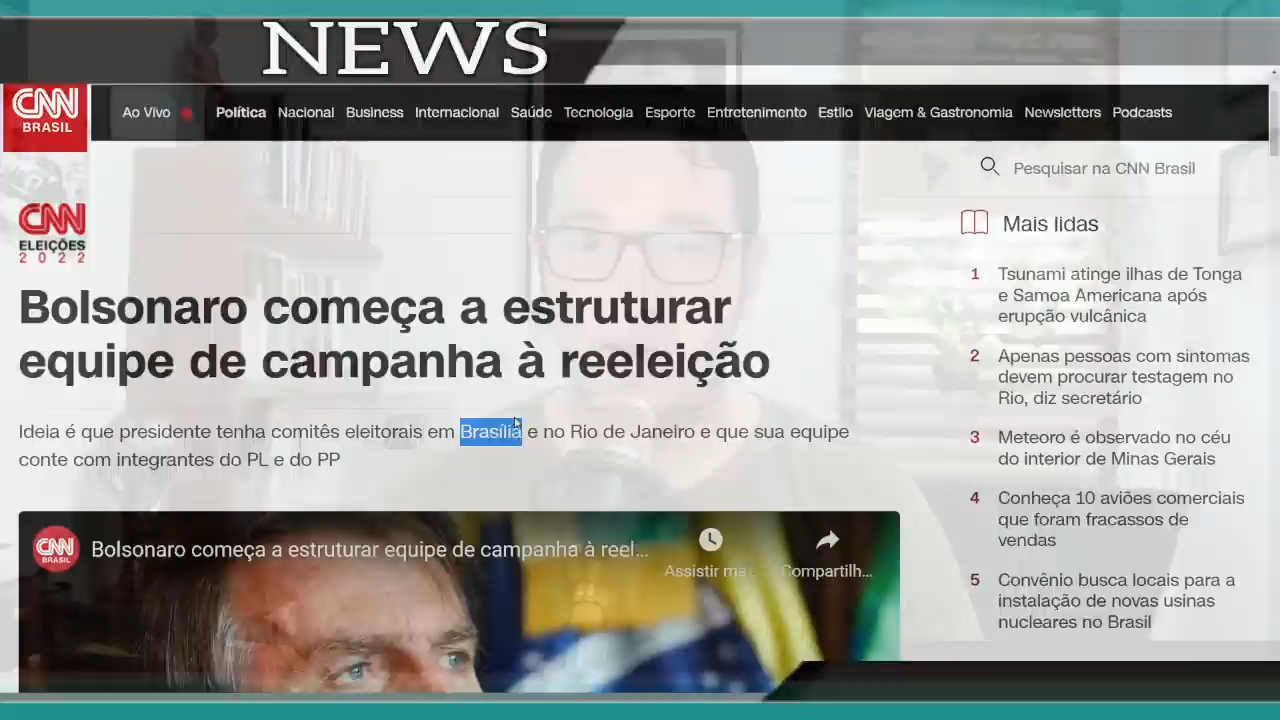 NEWS
CNN
BRASIL
Ao Vivo Política Nacional Business Internacional Saúde Tecnologia Esporte Entretenimento Estilo Viagem & Gastronomia Newsletters Podcasts
Pesquisar na CNN Brasil
CNN
ELEIÇÕES
2022
Bolsonaro começa a estruturar
equipe de campanha à reeleição
Ideia é que presidente tenha comitês eleitorais em Brasília e no Rio de Janeiro e que sua equipe
conte com integrantes do PL e do PP
CNN
BRASIL
Bolsonaro começa a estruturar equipe de campanha à reel...
Assistir ma...
Compartilh...
Mais lidas
1 Tsunami atinge ilhas de Tonga
e Samoa Americana após
erupção vulcânica
2 Apenas pessoas com sintomas
devem procurar testagem no
Rio, diz secretário
3 Meteoro é observado no céu
do interior de Minas Gerais
4 Conheça 10 aviões comerciais
que foram fracassos de
vendas
5 Convênio busca locais para a
instalação de novas usinas
nucleares no Brasil